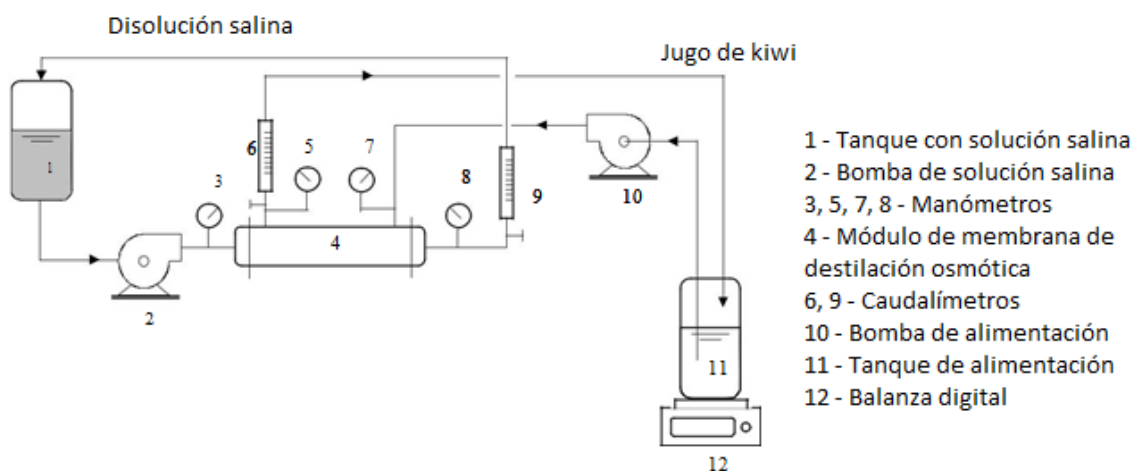 Disolución salina
Jugo de kiwi
1
2
3
4
5
6
7
8
9
10
11
12
1 - Tanque con solución salina
2 - Bomba de solución salina
3, 5, 7, 8 - Manómetros
4 - Módulo de membrana de
destilación osmótica
6, 9 - Caudalímetros
10 - Bomba de alimentación
11 - Tanque de alimentación
12 - Balanza digital